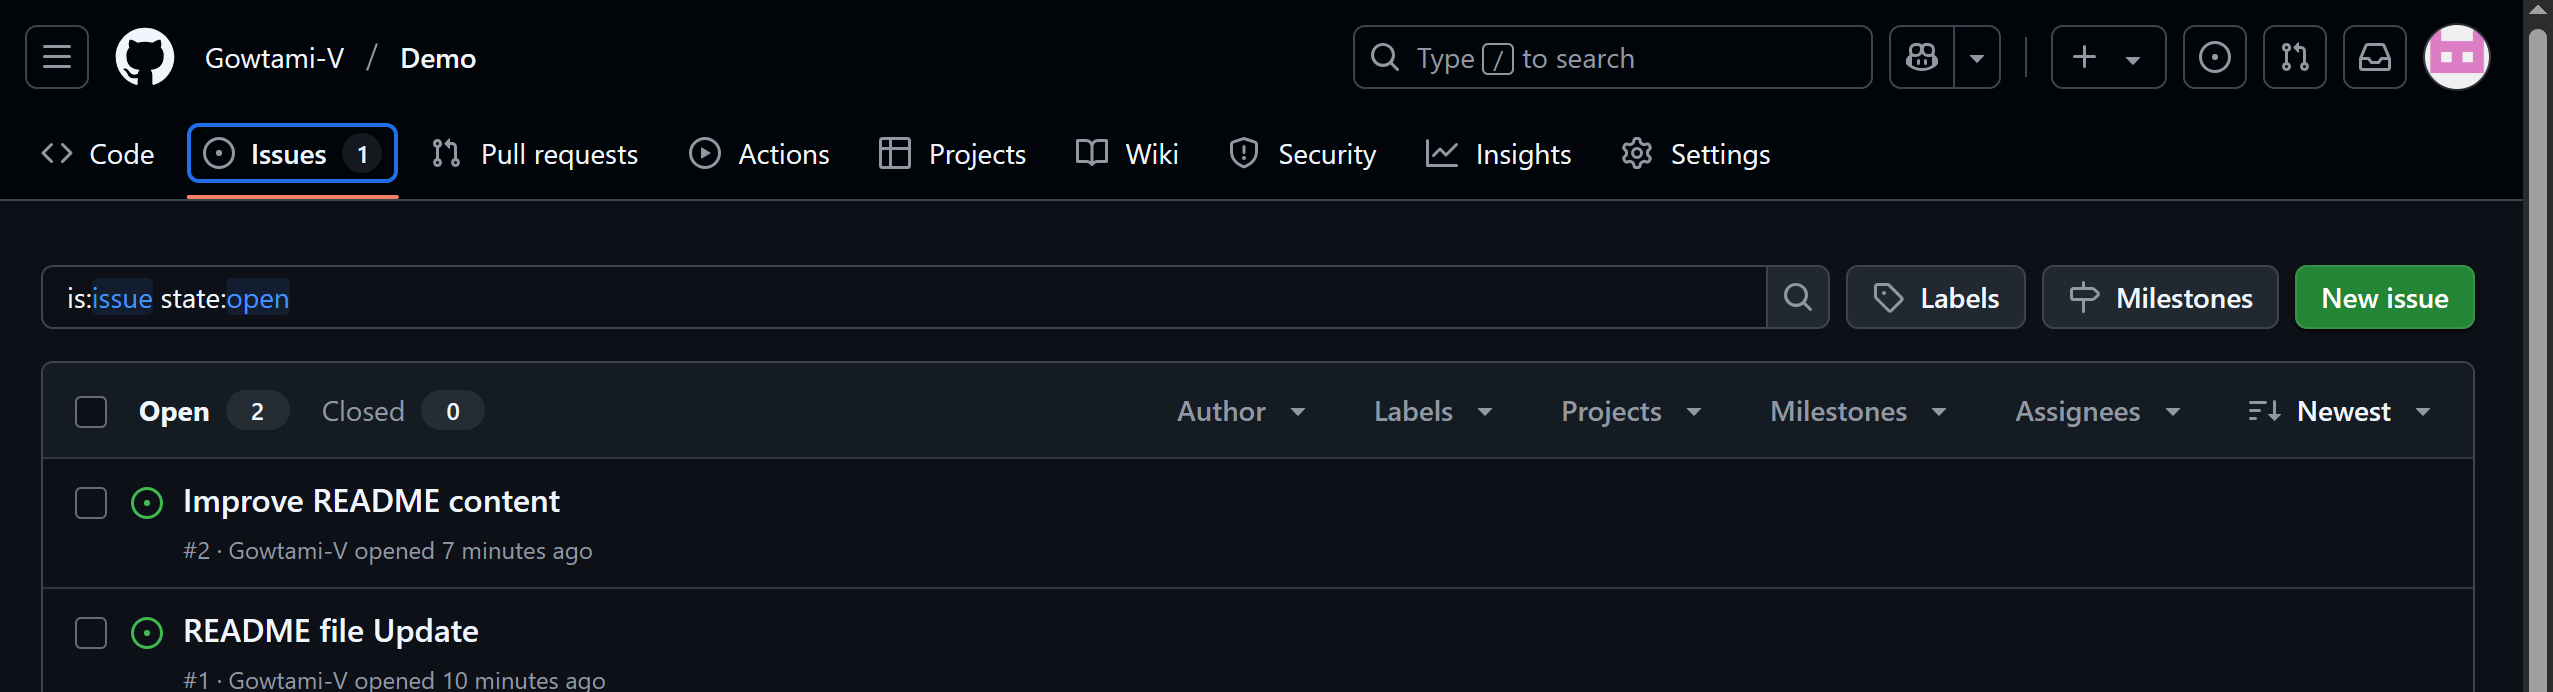 Gowtami-V / Demo Type / to search
Code Issues 1 Pull requests Actions Projects Wiki Security Insights Settings
is:issue state:open Labels Milestones New issue
Open 2 Closed 0 Author Labels Projects Milestones Assignees Newest
Improve README content
#2 · Gowtami-V opened 7 minutes ago
README file Update
#1 · Gowtami-V opened 10 minutes ago